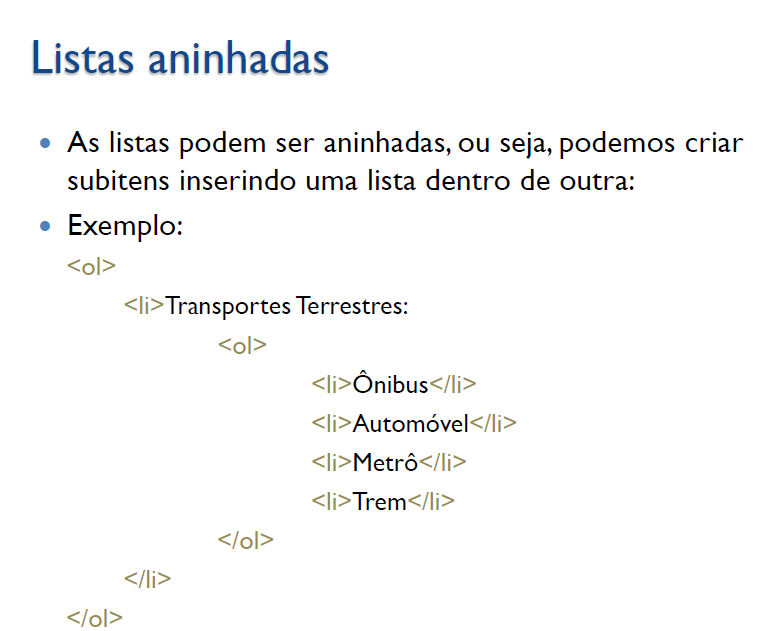 Listas aninhadas
• As listas podem ser aninhadas, ou seja, podemos criar
subitens inserindo uma lista dentro de outra:
• Exemplo:
<ol>
<li>Transportes Terrestres:
<ol>
<li>Ônibus</li>
<li>Automóvel</li>
<li>Metrô</li>
<li>Trem</li>
</ol>
</li>
</ol>